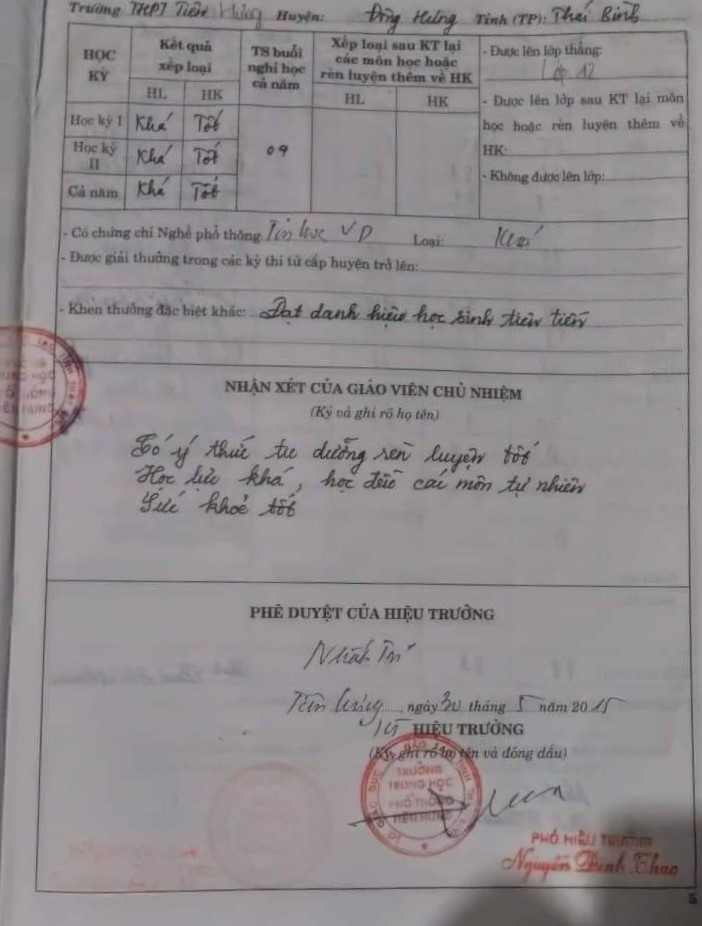 Trường THPT Tiên Hưng Huyện: Đông Hưng Tỉnh (TP): Thái Bình
HỌC KỲ
Kết quả xếp loại
TS buổi nghỉ học cả năm
Xếp loại sau KT lại các môn học hoặc rèn luyện thêm về HK
HL HK HL HK
Học kỳ I Khá Tốt
Học kỳ II Khá Tốt 09
Cả năm Khá Tốt
- Được lên lớp thẳng:
Lớp 12
- Được lên lớp sau KT lại môn
học hoặc rèn luyện thêm về
HK:
- Không được lên lớp:
- Có chứng chỉ Nghề phổ thông Tin học VP Loại: Khá
- Được giải thưởng trong các kỳ thi từ cấp huyện trở lên:
- Khen thưởng đặc biệt khác: Đạt danh hiệu học sinh tiên tiến
NHẬN XÉT CỦA GIÁO VIÊN CHỦ NHIỆM
(Ký và ghi rõ họ tên)
Có ý thức tu dưỡng rèn luyện tốt
Học lực khá, học đều các môn tự nhiên
Sức khoẻ tốt
PHÊ DUYỆT CỦA HIỆU TRƯỞNG
Nhất Trí
Tiên Hưng, ngày 30 tháng 5 năm 2015
HIỆU TRƯỞNG
(Ký, ghi rõ họ tên và đóng dấu)
TRƯỜNG
TRUNG HỌC
PHỔ THÔNG
TIÊN HƯNG
PHÓ HIỆU TRƯỞNG
Nguyễn Đình Thao
5